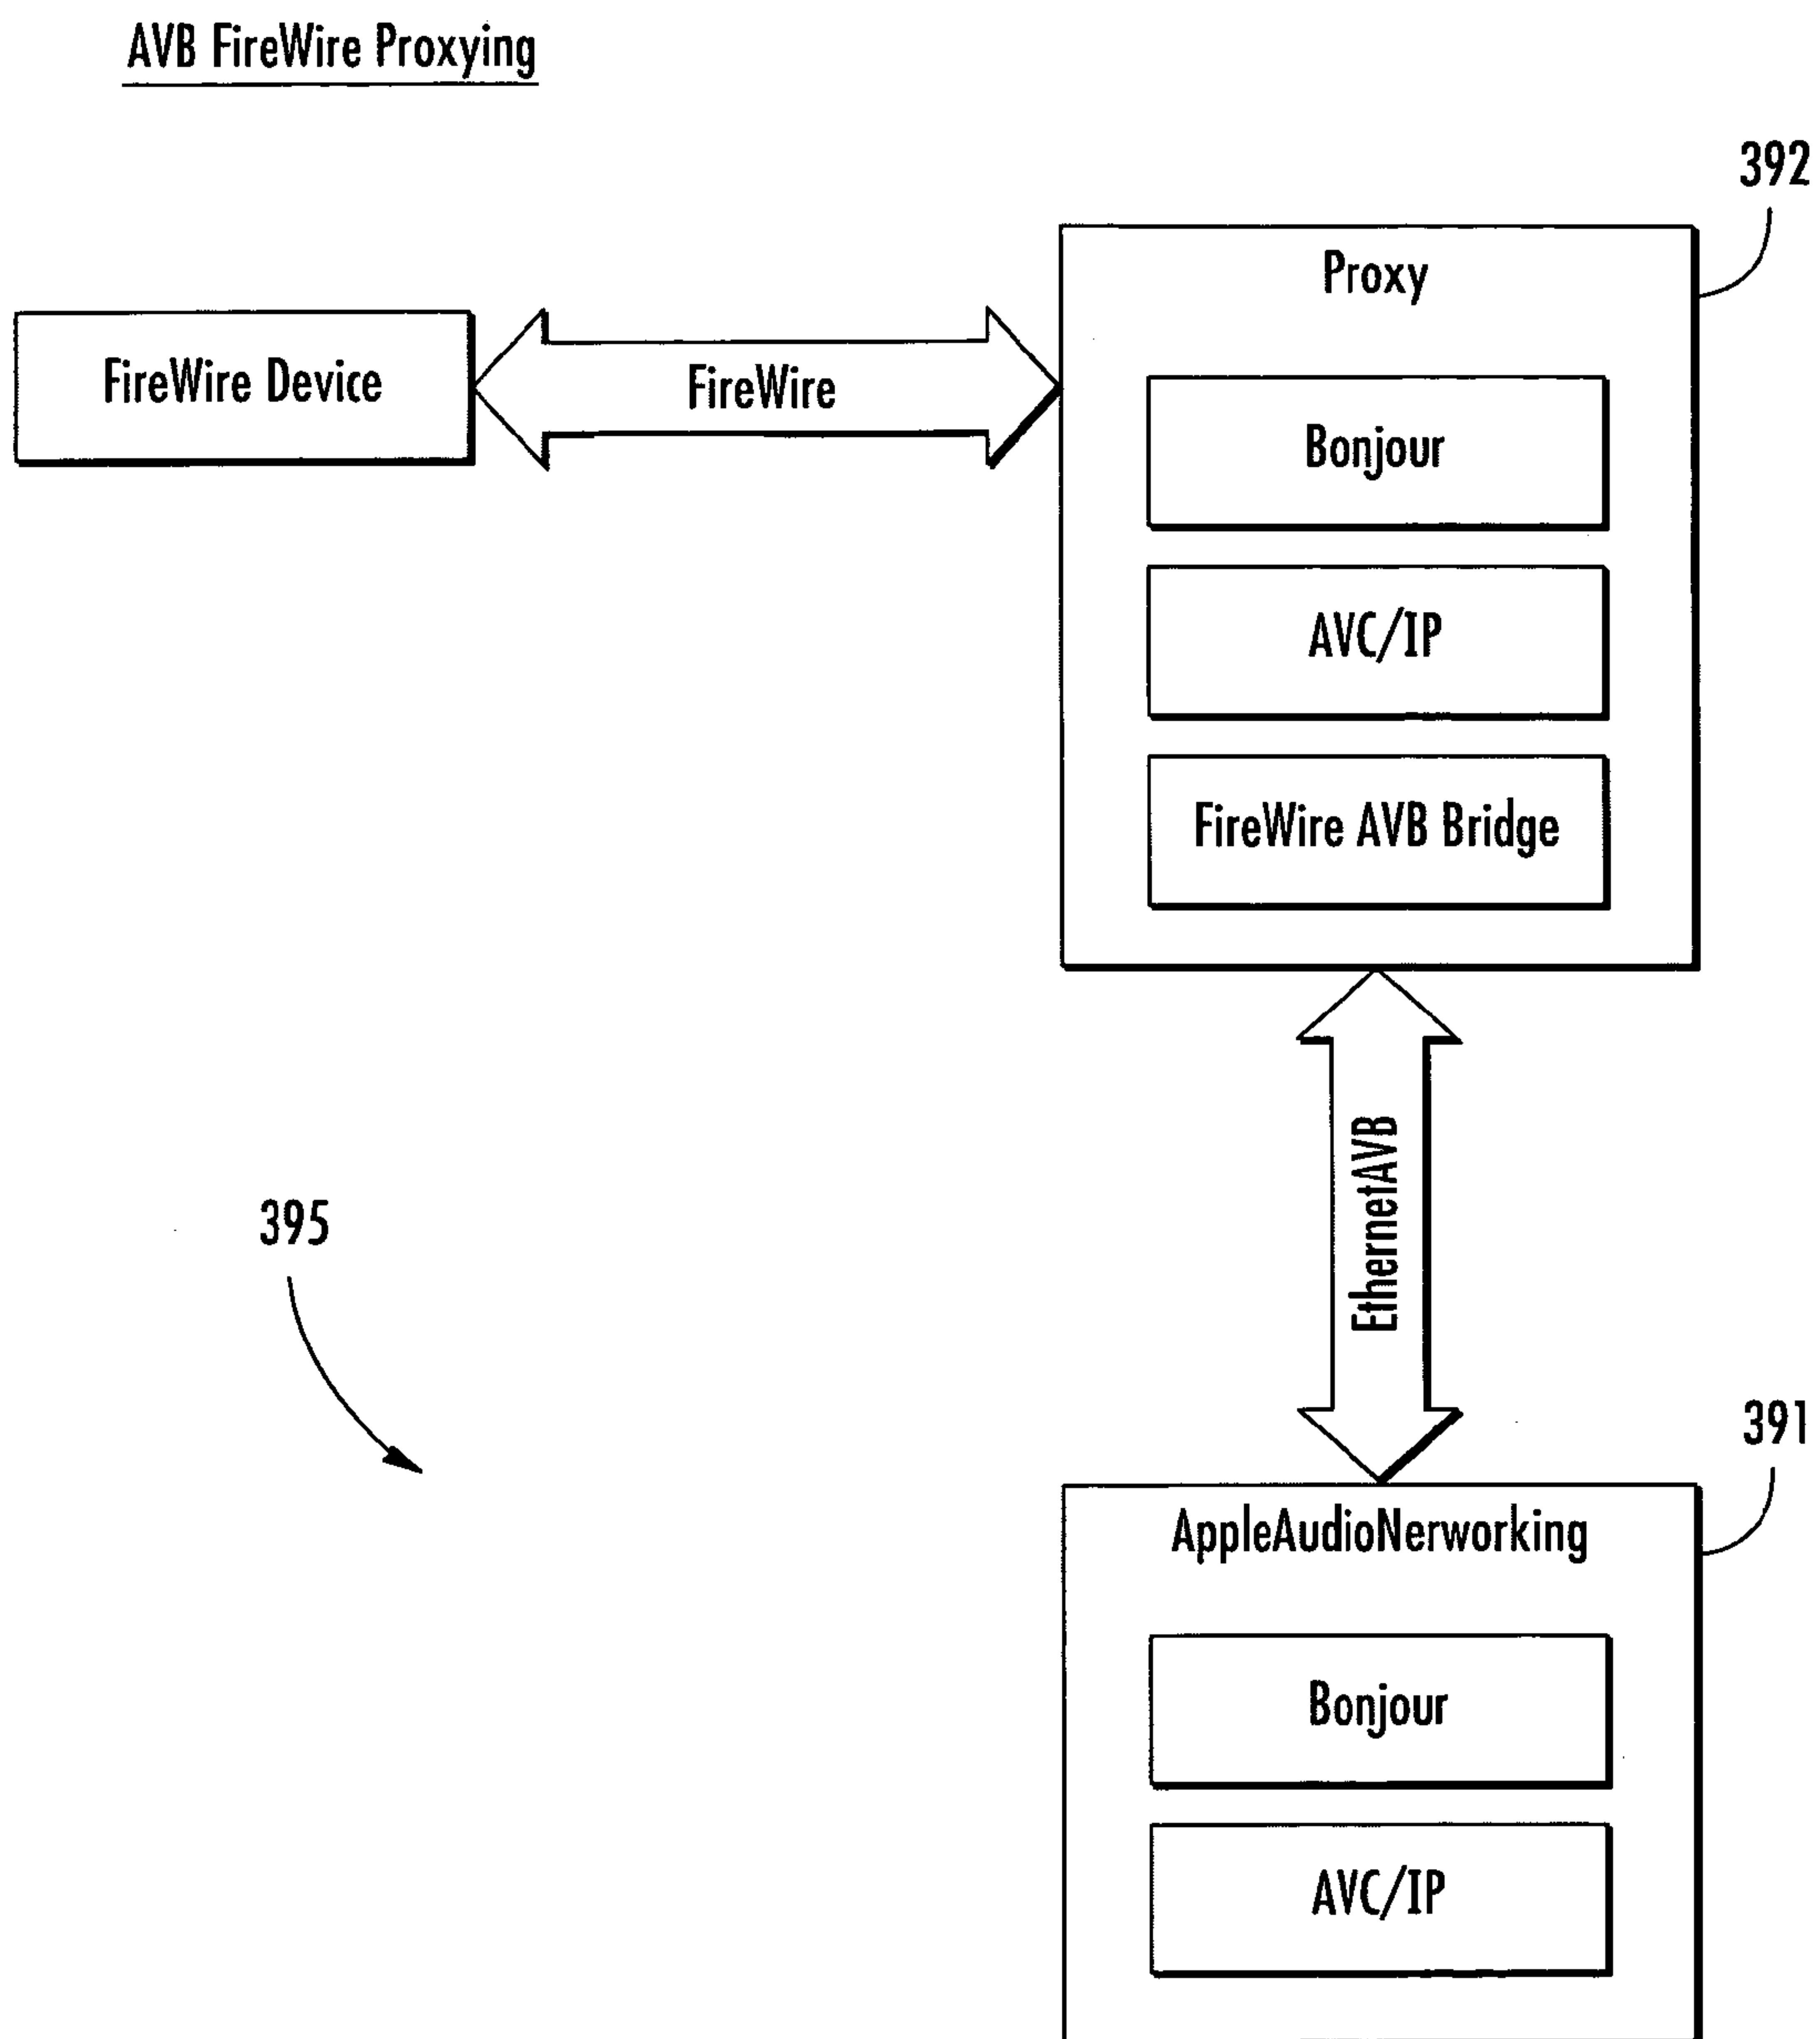 AVB FireWire Proxying
392
Proxy
FireWire Device
FireWire
Bonjour
AVC/IP
FireWire AVB Bridge
EthernetAVB
395
391
AppleAudioNerworking
Bonjour
AVC/IP